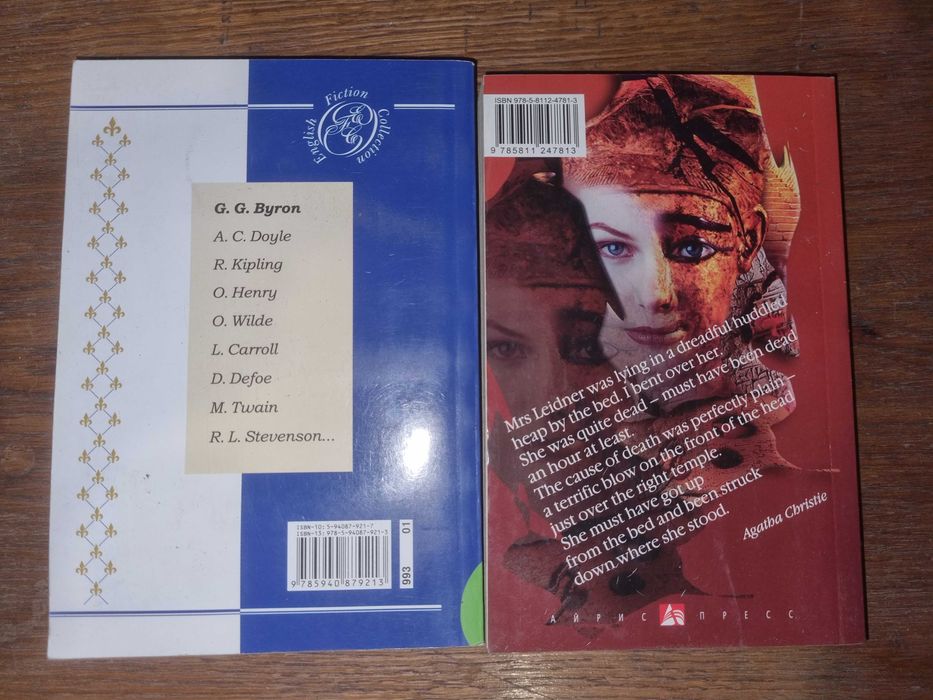 English Fiction Collection
EFC
G. G. Byron
A. C. Doyle
R. Kipling
O. Henry
O. Wilde
L. Carroll
D. Defoe
M. Twain
R. L. Stevenson...
ISBN-10: 5-94087-921-7
ISBN-13: 978-5-94087-921-3
9 785940 879213
993 01
ISBN 978-5-8112-4781-3
9 785811 247813
Mrs Leidner was lying in a dreadful huddled
heap by the bed. I bent over her.
She was quite dead – must have been dead
an hour at least.
The cause of death was perfectly plain –
a terrific blow on the front of the head
just over the right temple.
She must have got up
from the bed and been struck
down where she stood.
Agatha Christie
АЙРИС ПРЕСС